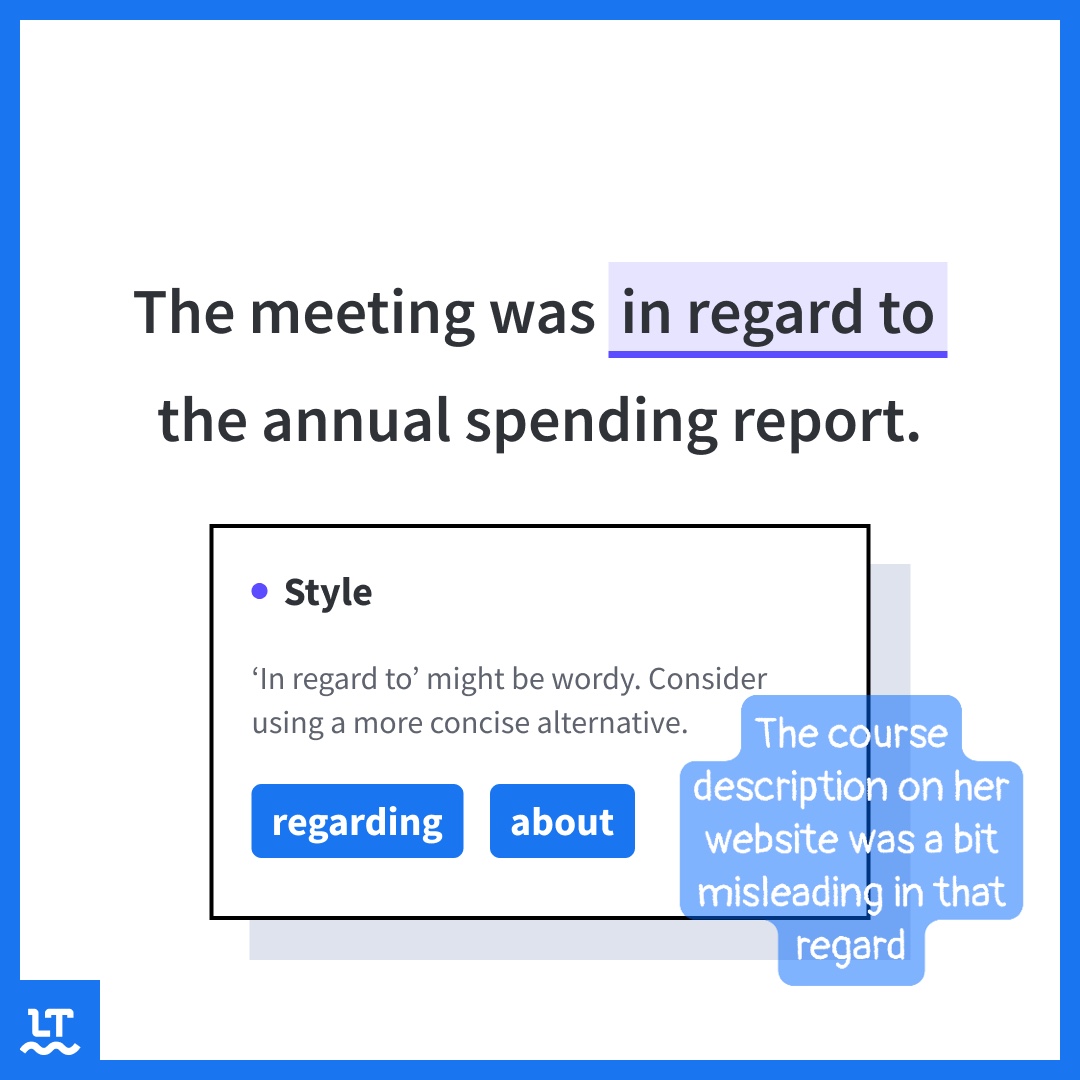 The meeting was in regard to
the annual spending report.
Style
‘In regard to’ might be wordy. Consider
using a more concise alternative.
regarding about
The course
description on her
website was a bit
misleading in that
regard
LT